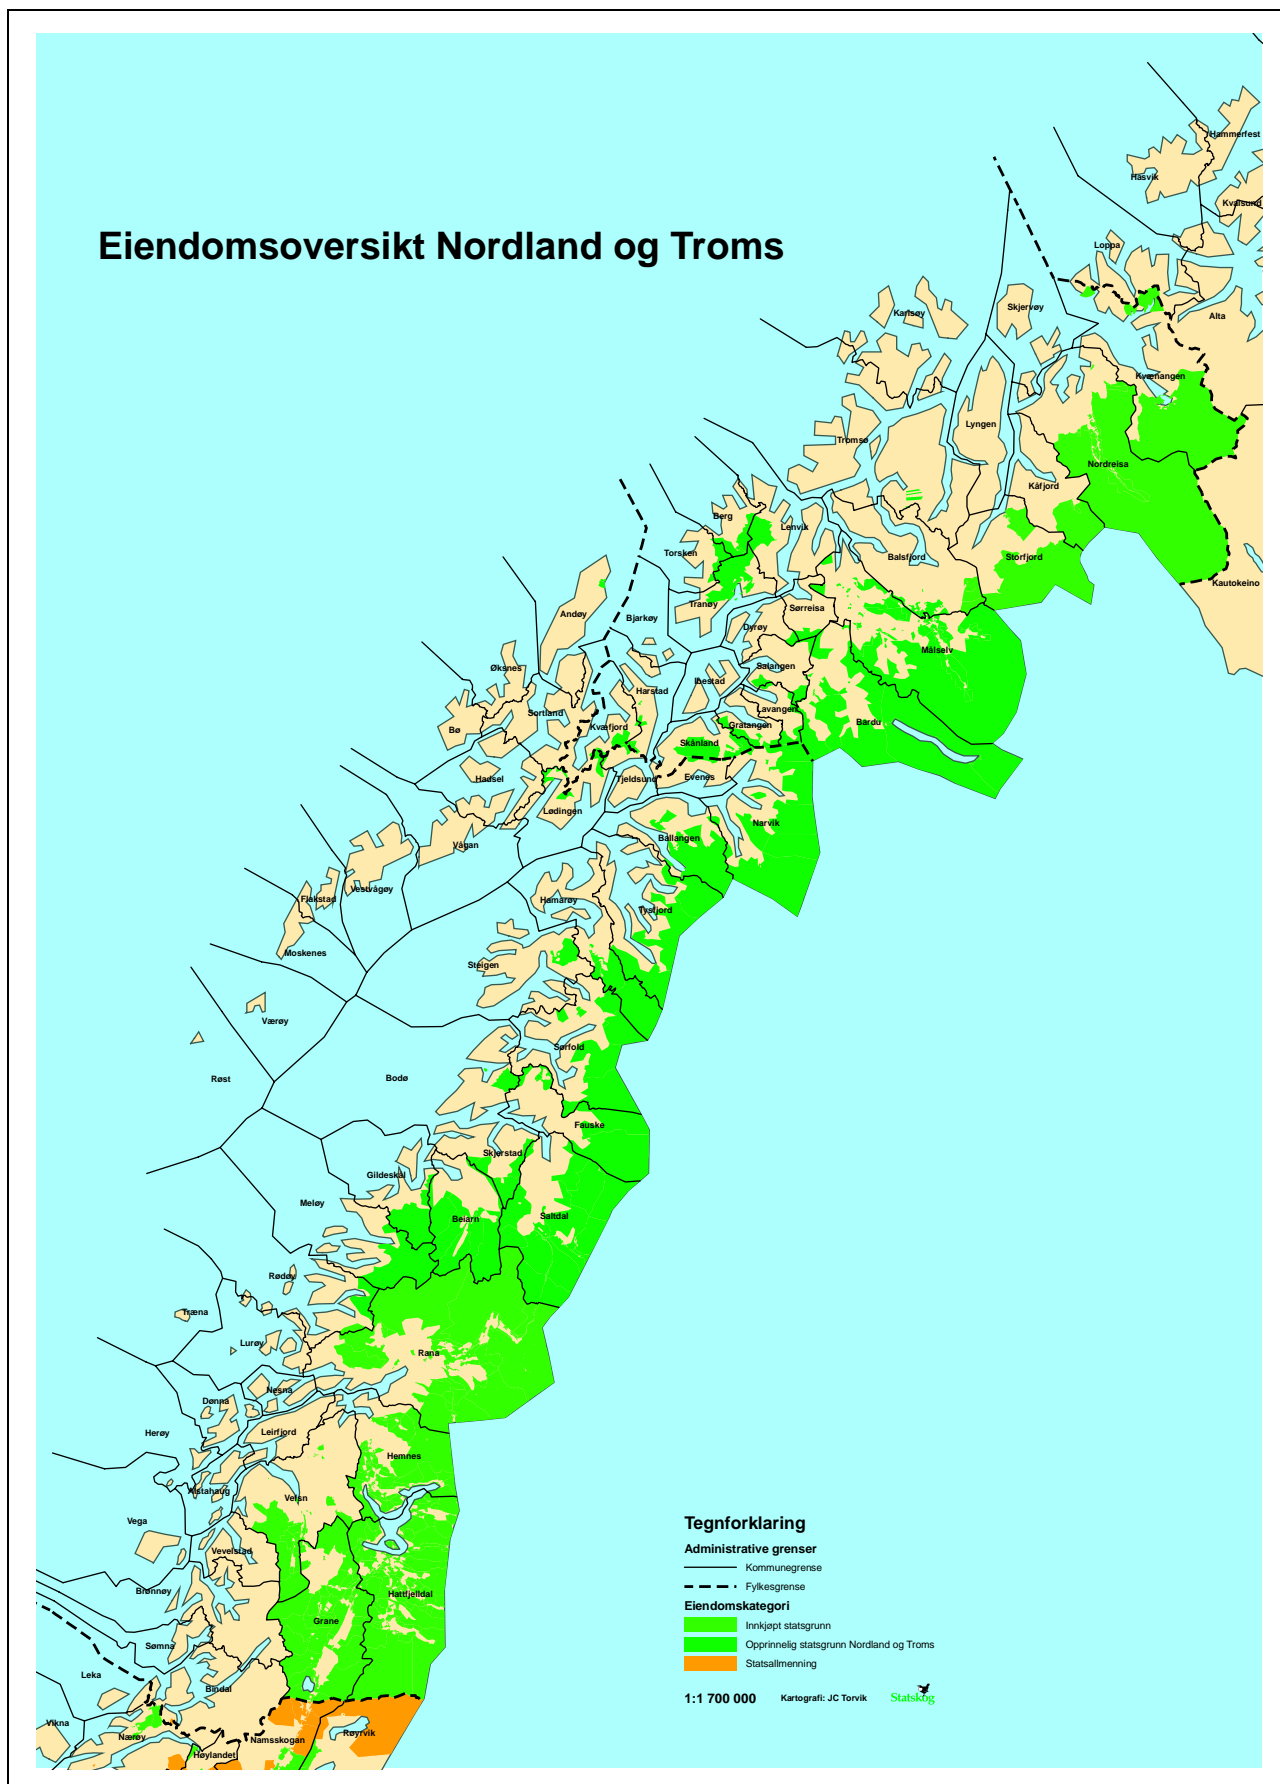 Eiendomsoversikt Nordland og Troms
Hammerfest
Hasvik
Kvalsund
Loppa
Karlsøy
Skjervøy
Alta
Kvænangen
Lyngen
Tromsø
Nordreisa
Kåfjord
Berg
Lenvik
Torsken
Balsfjord
Storfjord
Kautokeino
Tranøy
Sørreisa
Andøy
Bjarkøy
Dyrøy
Målselv
Øksnes
Salangen
Ibestad
Harstad
Sortland
Lavangen
Bø
Kvæfjord
Gratangen
Bardu
Skånland
Hadsel
Tjeldsund
Evenes
Lødingen
Narvik
Ballangen
Vågan
Vestvågøy
Flakstad
Hamarøy
Tysfjord
Moskenes
Steigen
Værøy
Sørfold
Røst
Bodø
Fauske
Skjerstad
Gildeskål
Meløy
Beiarn
Saltdal
Rødøy
Træna
Lurøy
Rana
Nesna
Dønna
Herøy
Leirfjord
Hemnes
Alstahaug
Vefsn
Vega
Vevelstad
Brønnøy
Hattfjelldal
Grane
Sømna
Leka
Bindal
Vikna
Nærøy
Namsskogan
Røyrvik
Høylandet
Tegnforklaring
Administrative grenser
Kommunegrense
Fylkesgrense
Eiendomskategori
Innkjøpt statsgrunn
Opprinnelig statsgrunn Nordland og Troms
Statsallmenning
1:1 700 000 Kartografi: JC Torvik Statskog